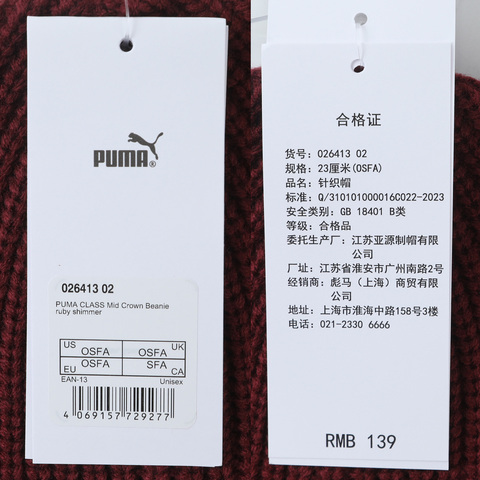 PUMA
026413 02
PUMA CLASS Mid Crown Beanie
ruby shimmer
US OSFA OSFA UK
EU OSFA SFA CA
EAN-13 Unisex
4 069157 729277
合格证
货号: 026413 02
规格: 23厘米(OSFA)
品名: 针织帽
标准: Q/310101000016C022-2023
安全类别: GB 18401 B类
等级: 合格品
委托生产厂: 江苏亚源制帽有限
公司
厂址: 江苏省淮安市广州南路2号
经销商: 彪马（上海）商贸有限
公司
地址: 上海市淮海中路158号3楼
电话: 021-2330 6666
RMB 139